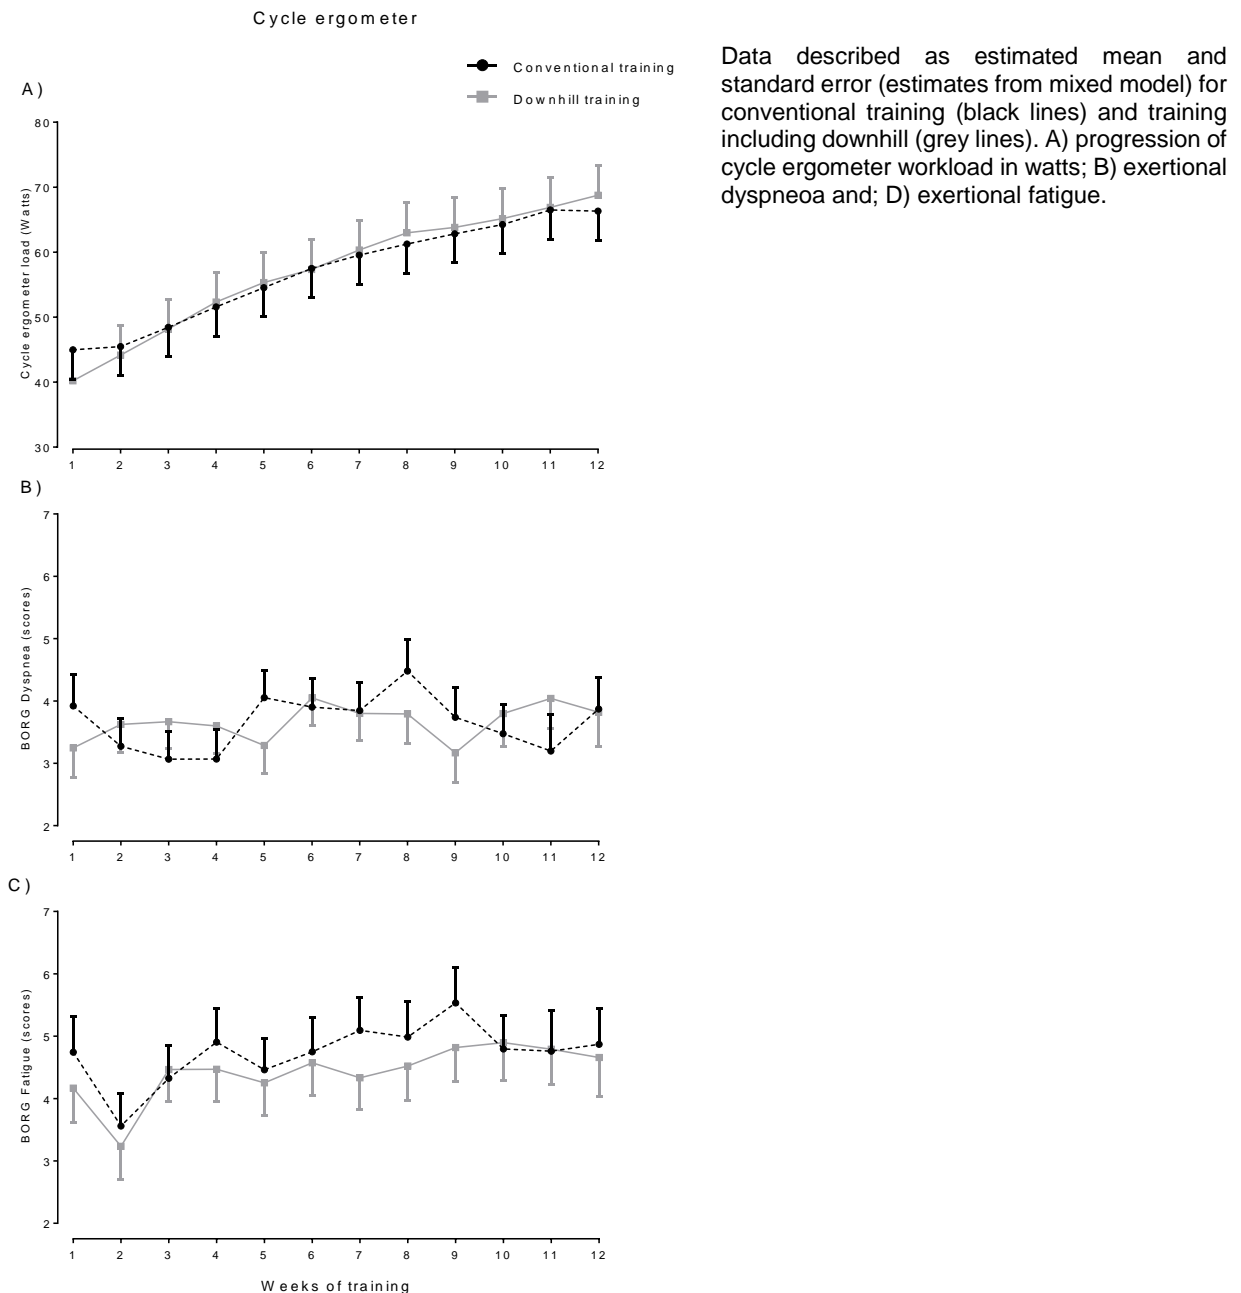 Cycle ergometer
Conventional training
Downhill training
Data described as estimated mean and
standard error (estimates from mixed model) for
conventional training (black lines) and training
including downhill (grey lines). A) progression of
cycle ergometer workload in watts; B) exertional
dyspneoa and; D) exertional fatigue.
A)
Cycle ergometer load (Watts)
80
70
60
50
40
30
1 2 3 4 5 6 7 8 9 10 11 12
B)
BORG Dyspnea (scores)
7
6
5
4
3
2
1 2 3 4 5 6 7 8 9 10 11 12
C)
BORG Fatigue (scores)
7
6
5
4
3
2
1 2 3 4 5 6 7 8 9 10 11 12
Weeks of training